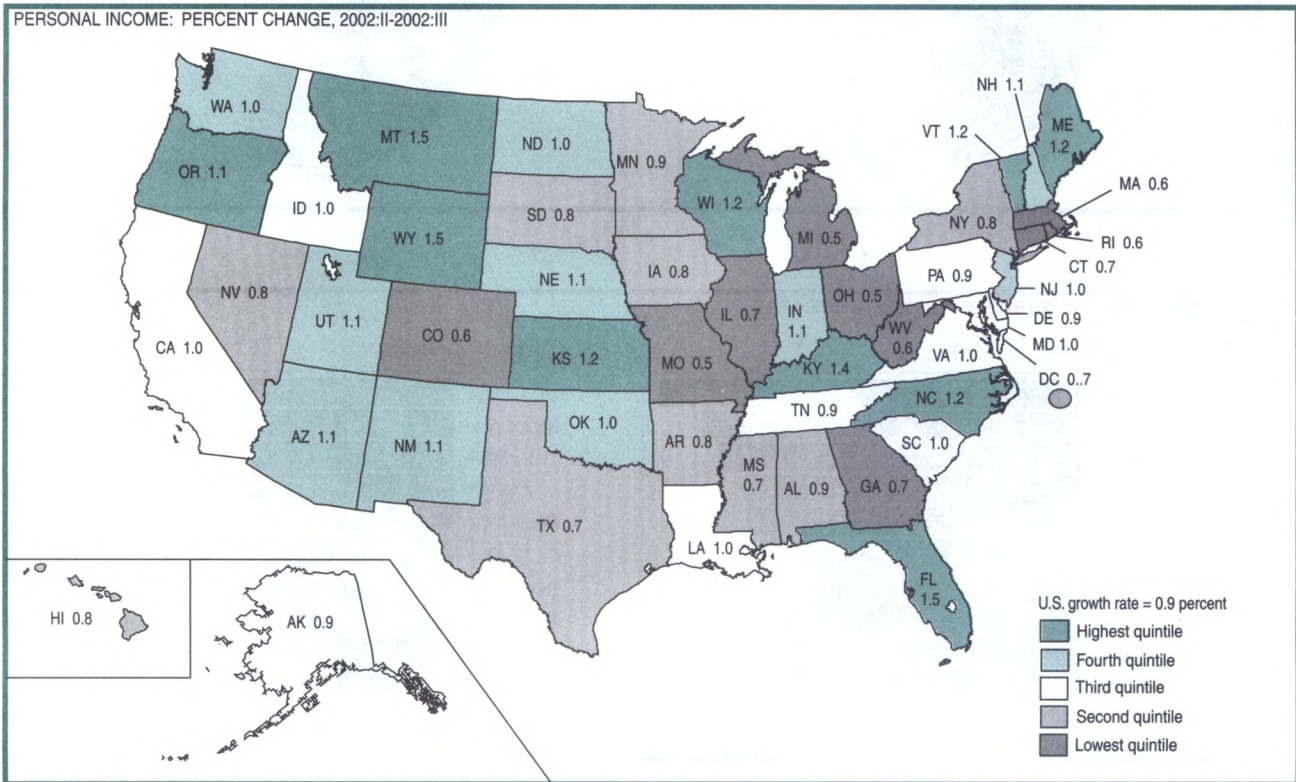 PERSONAL INCOME: PERCENT CHANGE, 2002:II-2002:III
WA 1.0
OR 1.1
CA 1.0
NV 0.8
ID 1.0
MT 1.5
WY 1.5
UT 1.1
CO 0.6
AZ 1.1
NM 1.1
ND 1.0
SD 0.8
NE 1.1
KS 1.2
OK 1.0
TX 0.7
MN 0.9
IA 0.8
MO 0.5
AR 0.8
LA 1.0
WI 1.2
IL 0.7
MI 0.5
IN
1.1
OH 0.5
KY 1.4
TN 0.9
MS
0.7
AL 0.9
GA 0.7
FL
1.5
SC 1.0
NC 1.2
VA 1.0
WV
0.6
PA 0.9
NY 0.8
VT 1.2
NH 1.1
ME
1.2
MA 0.6
RI 0.6
CT 0.7
NJ 1.0
DE 0.9
MD 1.0
DC 0..7
HI 0.8
AK 0.9
U.S. growth rate = 0.9 percent
Highest quintile
Fourth quintile
Third quintile
Second quintile
Lowest quintile